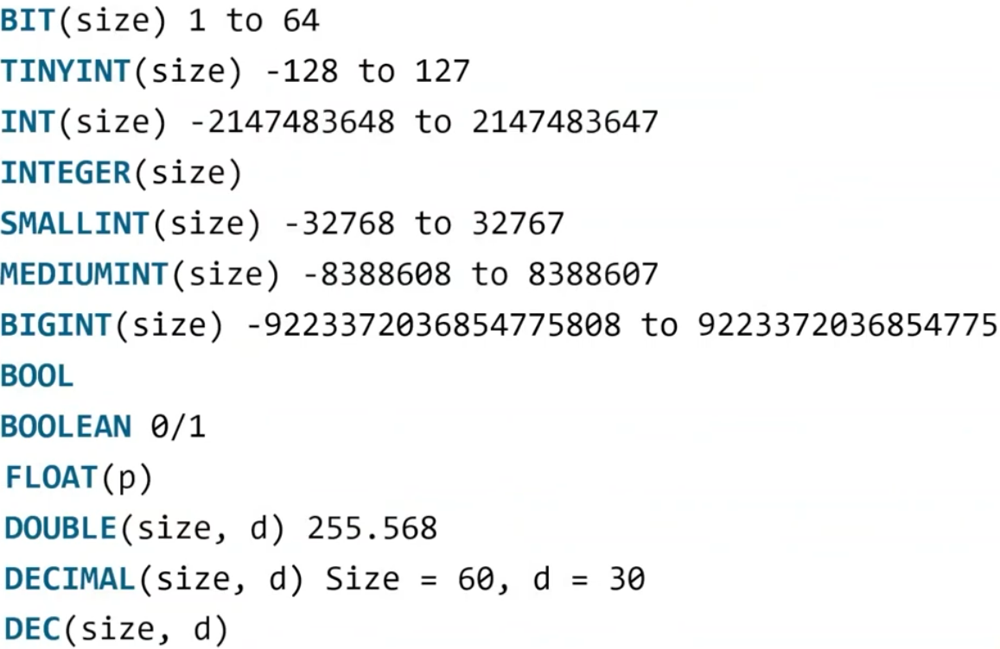 BIT(size) 1 to 64
TINYINT(size) -128 to 127
INT(size) -2147483648 to 2147483647
INTEGER(size)
SMALLINT(size) -32768 to 32767
MEDIUMINT(size) -8388608 to 8388607
BIGINT(size) -9223372036854775808 to 9223372036854775
BOOL
BOOLEAN 0/1
FLOAT(p)
DOUBLE(size, d) 255.568
DECIMAL(size, d) Size = 60, d = 30
DEC(size, d)